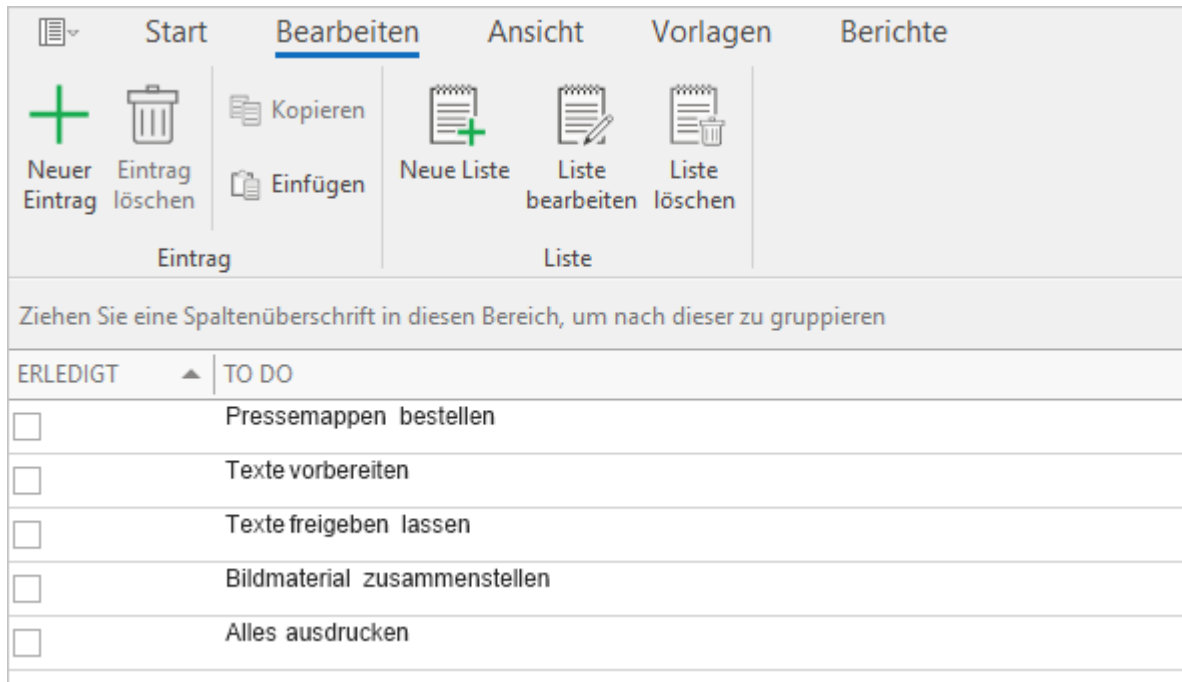 Start Bearbeiten Ansicht Vorlagen Berichte
Neuer Eintrag
Eintrag löschen
Kopieren
Einfügen
Eintrag
Neue Liste
Liste bearbeiten
Liste löschen
Liste
Ziehen Sie eine Spaltenüberschrift in diesen Bereich, um nach dieser zu gruppieren
ERLEDIGT TO DO
Pressemappen bestellen
Texte vorbereiten
Texte freigeben lassen
Bildmaterial zusammenstellen
Alles ausdrucken